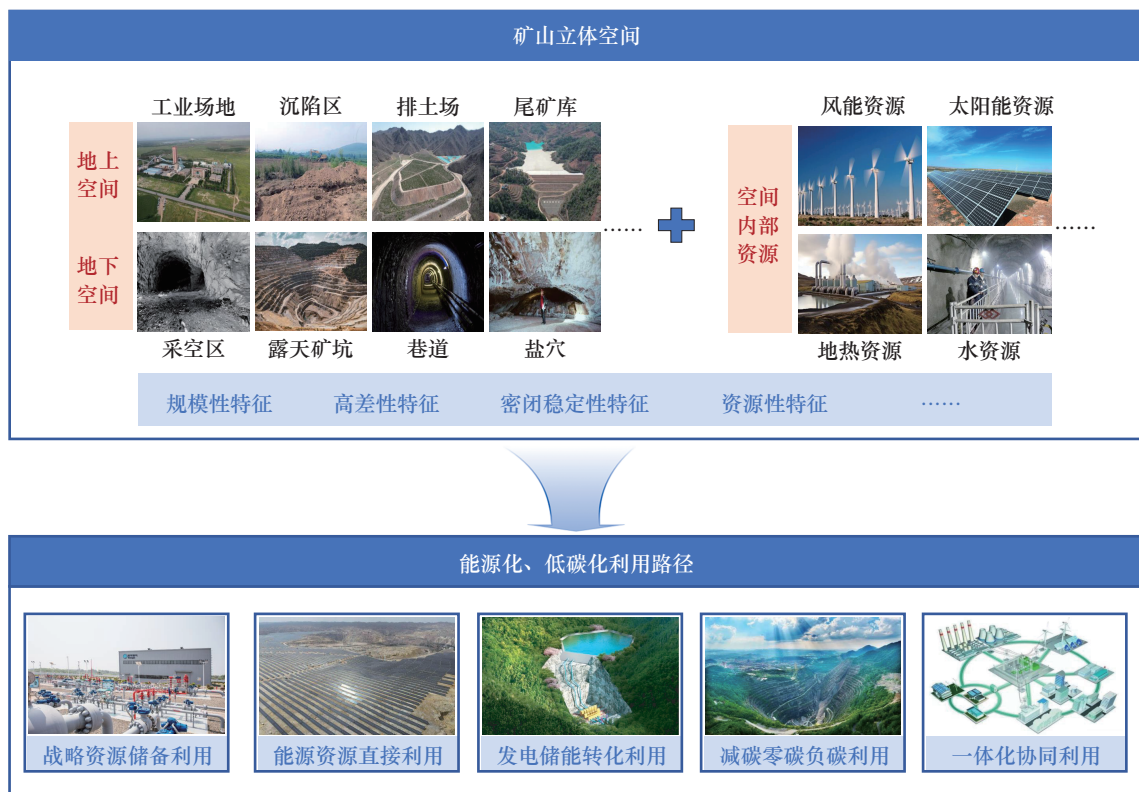 矿山立体空间
工业场地
沉陷区
排土场
尾矿库
风能资源
太阳能资源
地上
空间
空间
内部
资源
……
……
地下
空间
采空区
露天矿坑
巷道
盐穴
地热资源
水资源
规模性特征
高差性特征
密闭稳定性特征
资源性特征
……
能源化、低碳化利用路径
战略资源储备利用
能源资源直接利用
发电储能转化利用
减碳零碳负碳利用
一体化协同利用